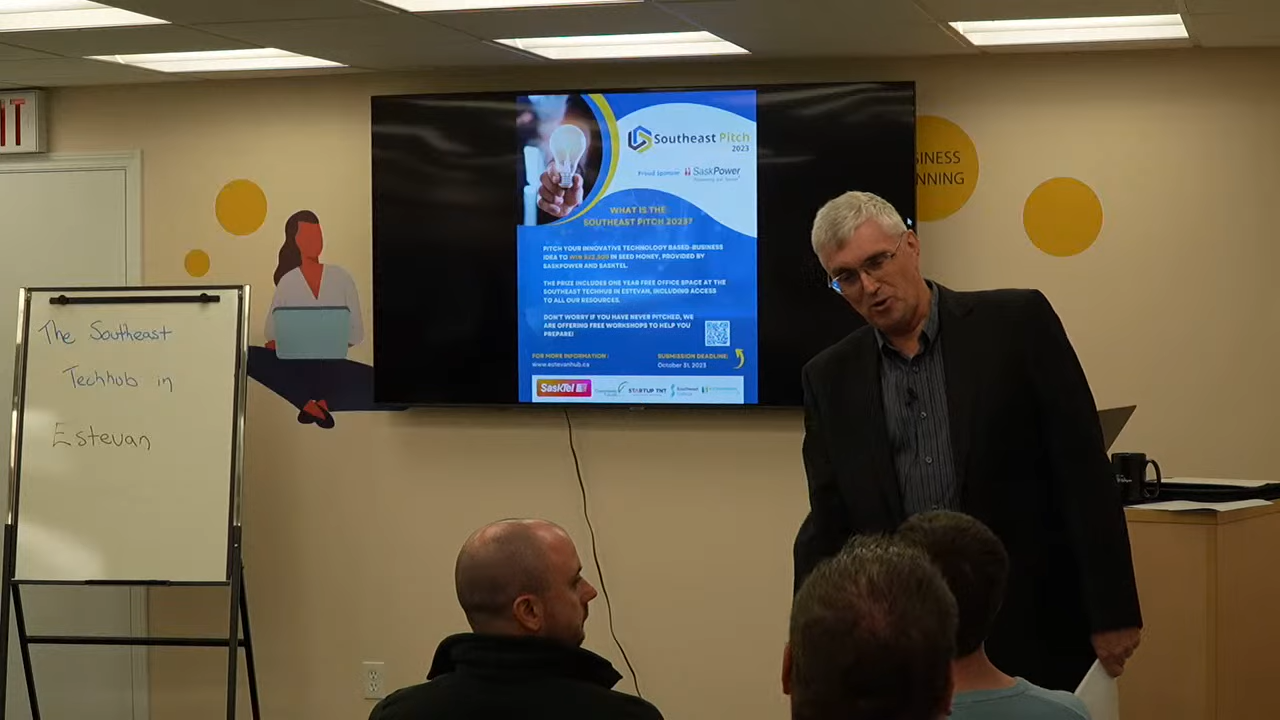 The Southeast
Techhub in
Estevan
Southeast Pitch
2023
Proud Sponsor SaskPower
WHAT IS THE
SOUTHEAST PITCH 2023?
PITCH YOUR INNOVATIVE TECHNOLOGY BASED-BUSINESS
IDEA TO WIN IN SEED MONEY, PROVIDED BY
SASKPOWER AND SASKTEL.
THE PRIZE INCLUDES ONE YEAR FREE OFFICE SPACE AT THE
SOUTHEAST TECHHUB IN ESTEVAN, INCLUDING ACCESS
TO ALL OUR RESOURCES.
DON'T WORRY IF YOU HAVE NEVER PITCHED, WE
ARE OFFERING FREE WORKSHOPS TO HELP YOU
PREPARE!
FOR MORE INFORMATION:
www.estevanhub.ca
SUBMISSION DEADLINE:
October 31, 2023
SaskTel
STARTUP TNT
INESS
NNING
IT